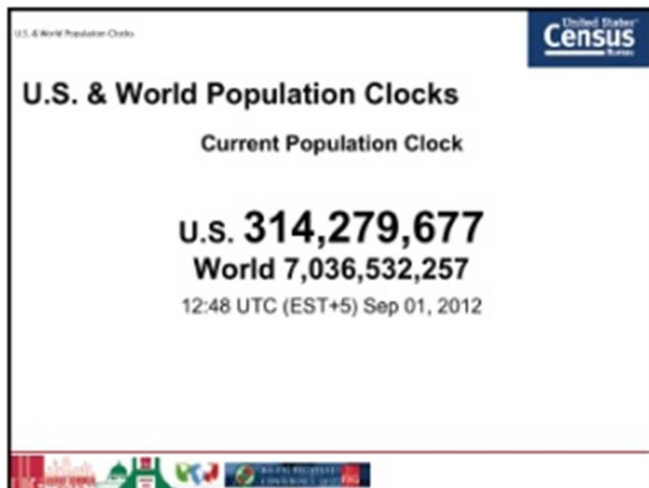 U.S. & World Population Clocks
United States
Census
Bureau
U.S. & World Population Clocks
Current Population Clock
U.S. 314,279,677
World 7,036,532,257
12:48 UTC (EST+5) Sep 01, 2012
FIG